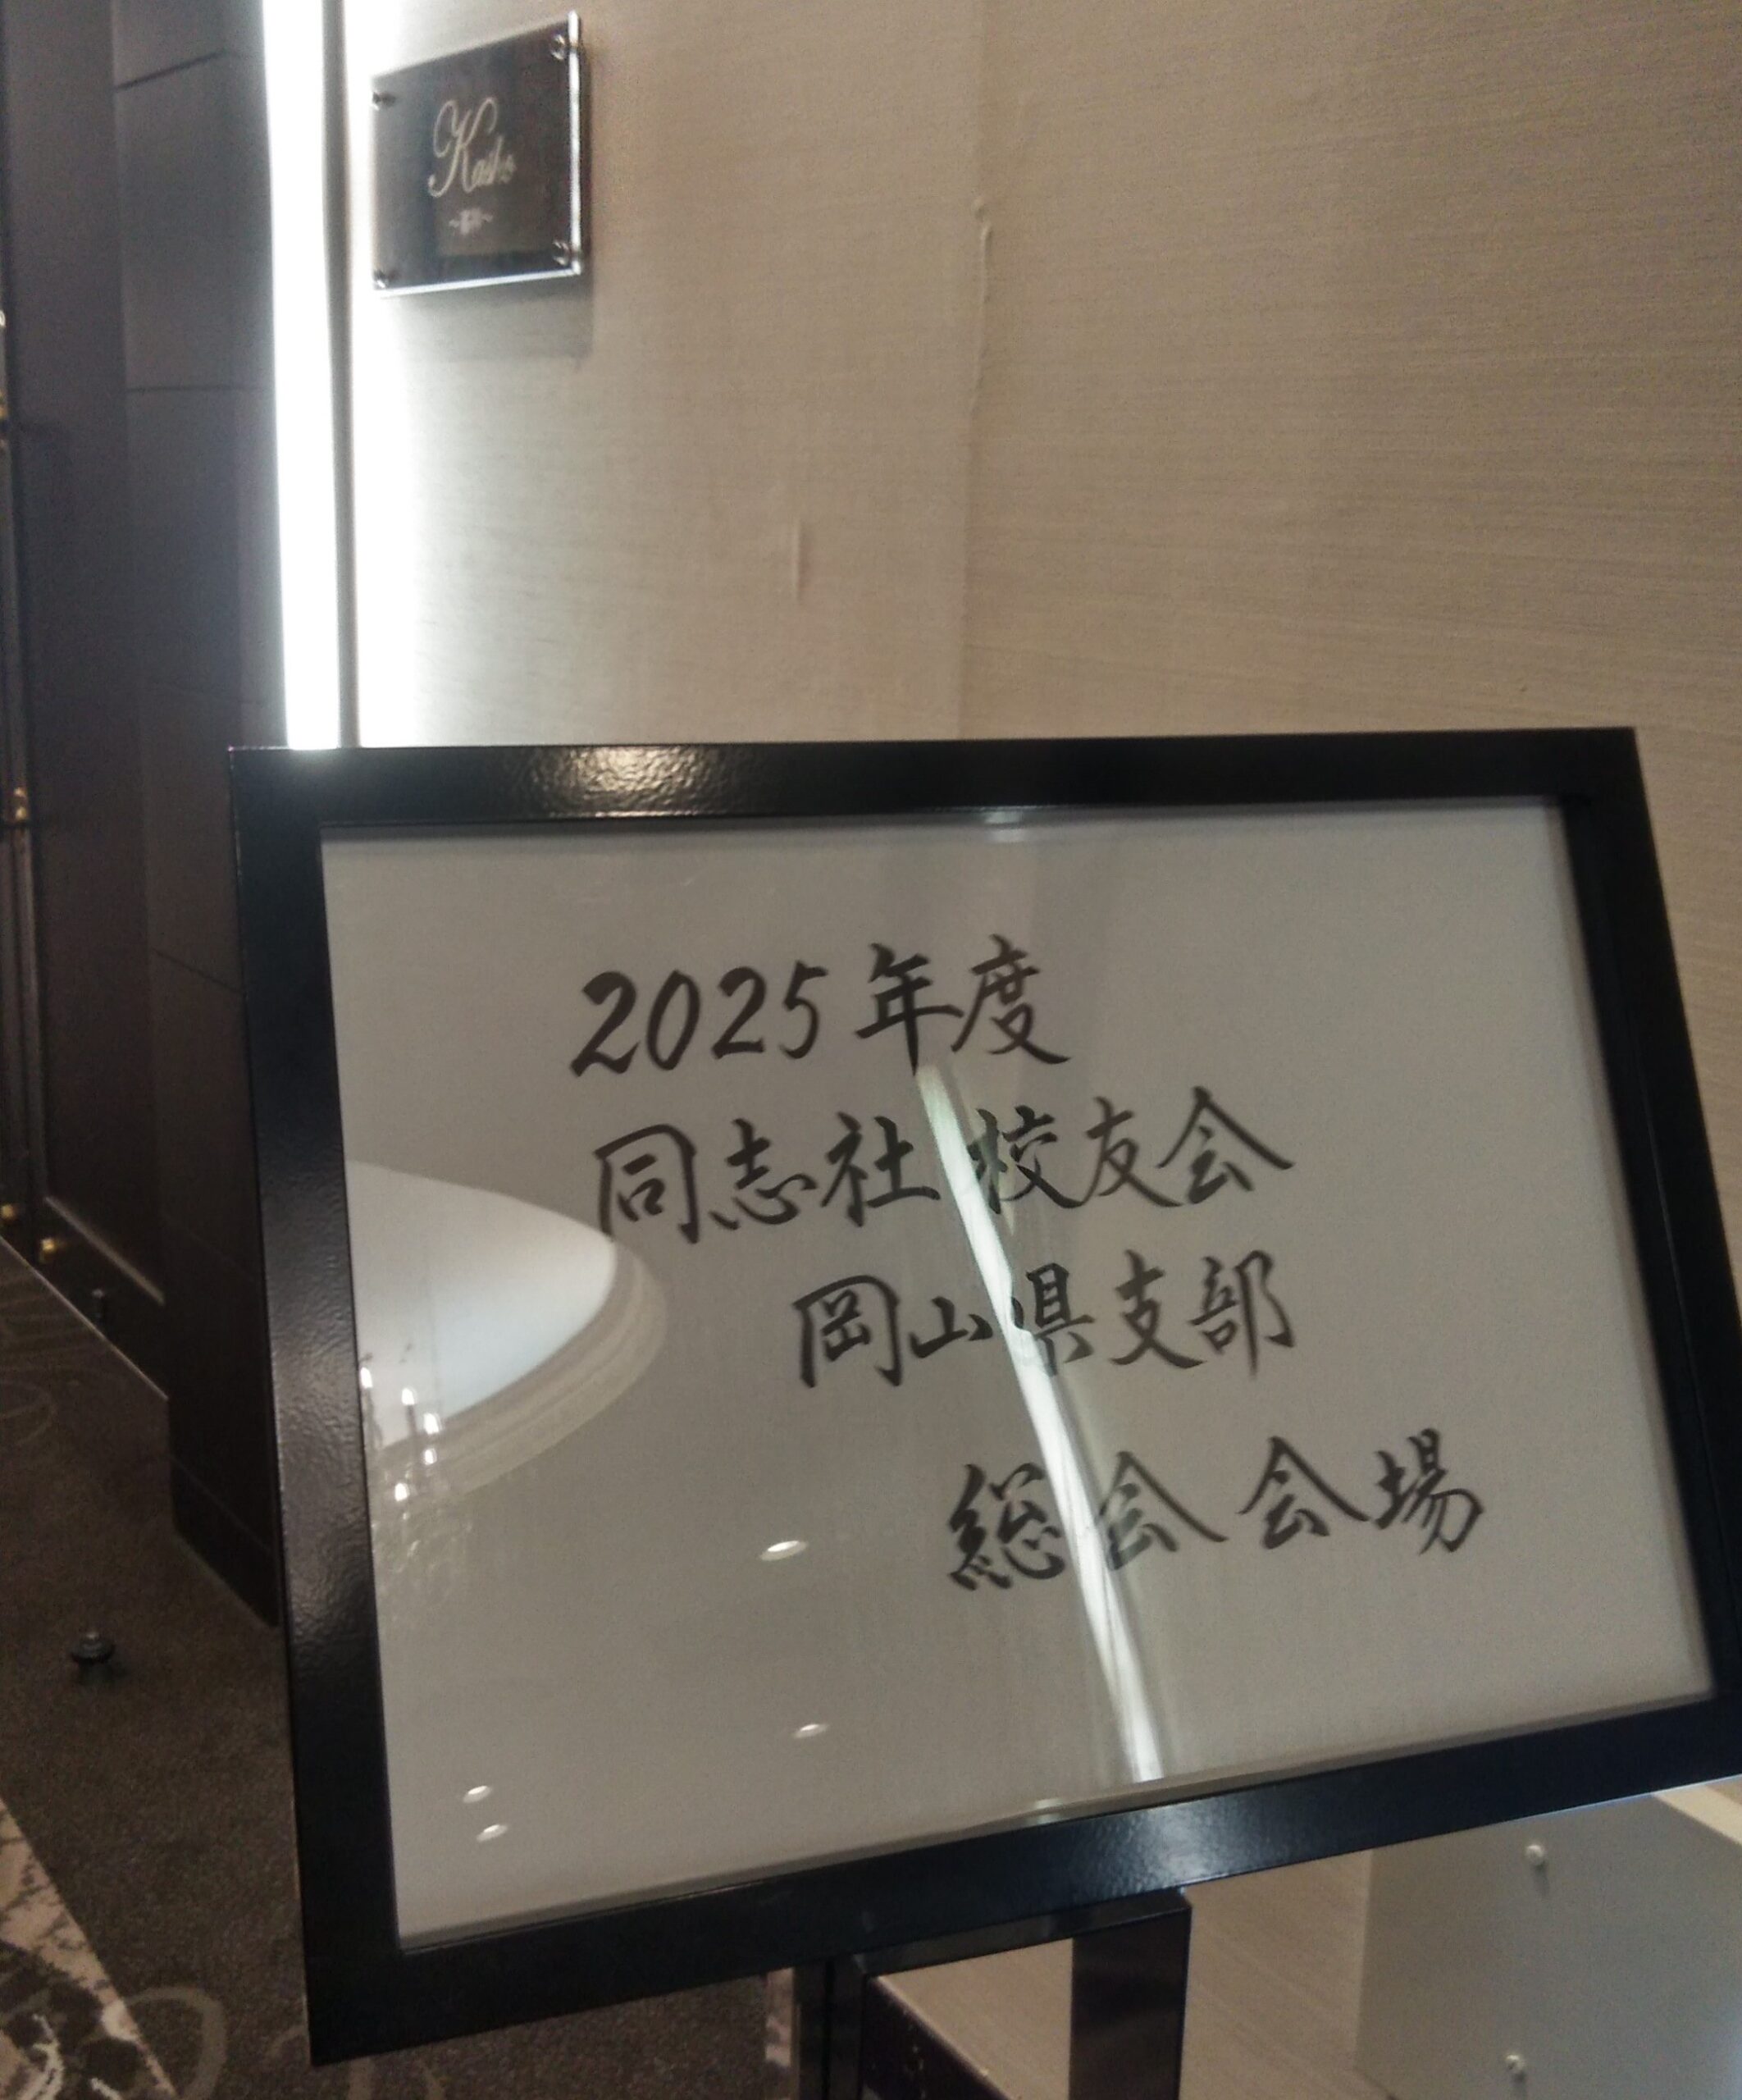 Kaiho
2025年度
同志社 校友会
岡山県支部
総会 会場